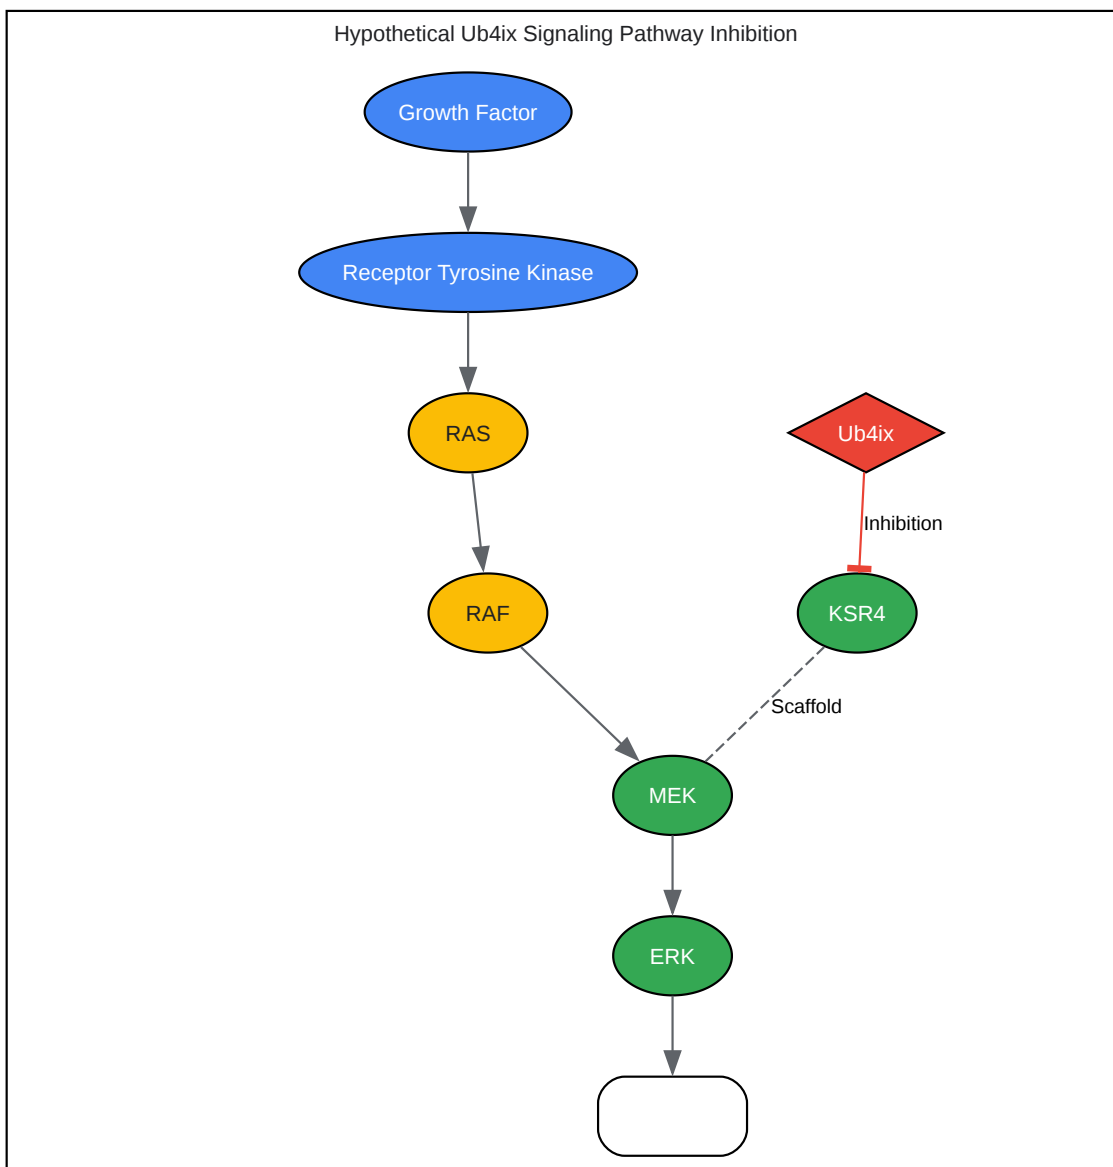 Hypothetical Ub4ix Signaling Pathway Inhibition
Growth Factor
Receptor Tyrosine Kinase
RAS
Ub4ix
Inhibition
RAF
KSR4
Scaffold
MEK
ERK